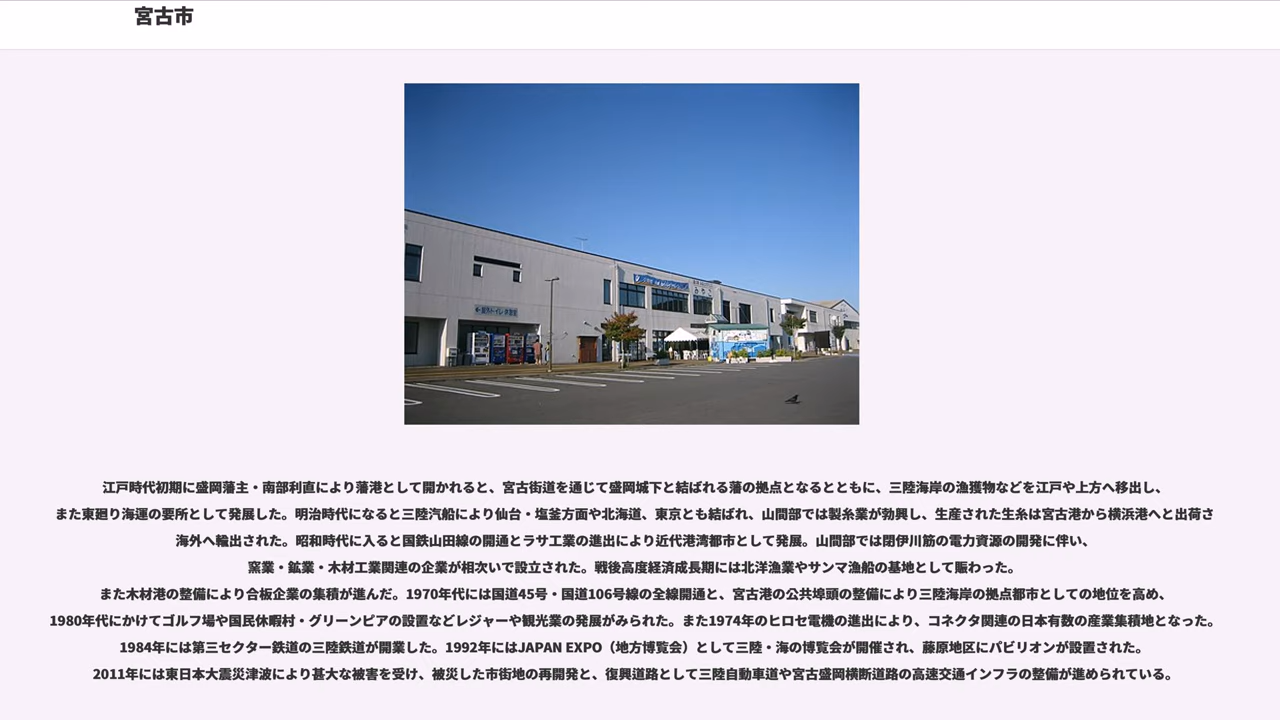 宮古市
江戸時代初期に盛岡藩主・南部利直により藩港として開かれると、宮古街道を通じて盛岡城下と結ばれる藩の拠点となるとともに、三陸海岸の漁獲物などを江戸や上方へ移出し、
また東廻り海運の要所として発展した。明治時代になると三陸汽船により仙台・塩釜方面や北海道、東京とも結ばれ、山間部では製糸業が勃興し、生産された生糸は宮古港から横浜港へと出荷さ
海外へ輸出された。昭和時代に入ると国鉄山田線の開通とラサ工業の進出により近代港湾都市として発展。山間部では閉伊川筋の電力資源の開発に伴い、
窯業・鉱業・木材工業関連の企業が相次いで設立された。戦後高度経済成長期には北洋漁業やサンマ漁船の基地として賑わった。
また木材港の整備により合板企業の集積が進んだ。1970年代には国道45号・国道106号線の全線開通と、宮古港の公共埠頭の整備により三陸海岸の拠点都市としての地位を高め、
1980年代にかけてゴルフ場や国民休暇村・グリーンピアの設置などレジャーや観光業の発展がみられた。また1974年のヒロセ電機の進出により、コネクタ関連の日本有数の産業集積地となった。
1984年には第三セクター鉄道の三陸鉄道が開業した。1992年にはJAPAN EXPO（地方博覧会）として三陸・海の博覧会が開催され、藤原地区にパビリオンが設置された。
2011年には東日本大震災津波により甚大な被害を受け、被災した市街地の再開発と、復興道路として三陸自動車道や宮古盛岡横断道路の高速交通インフラの整備が進められている。